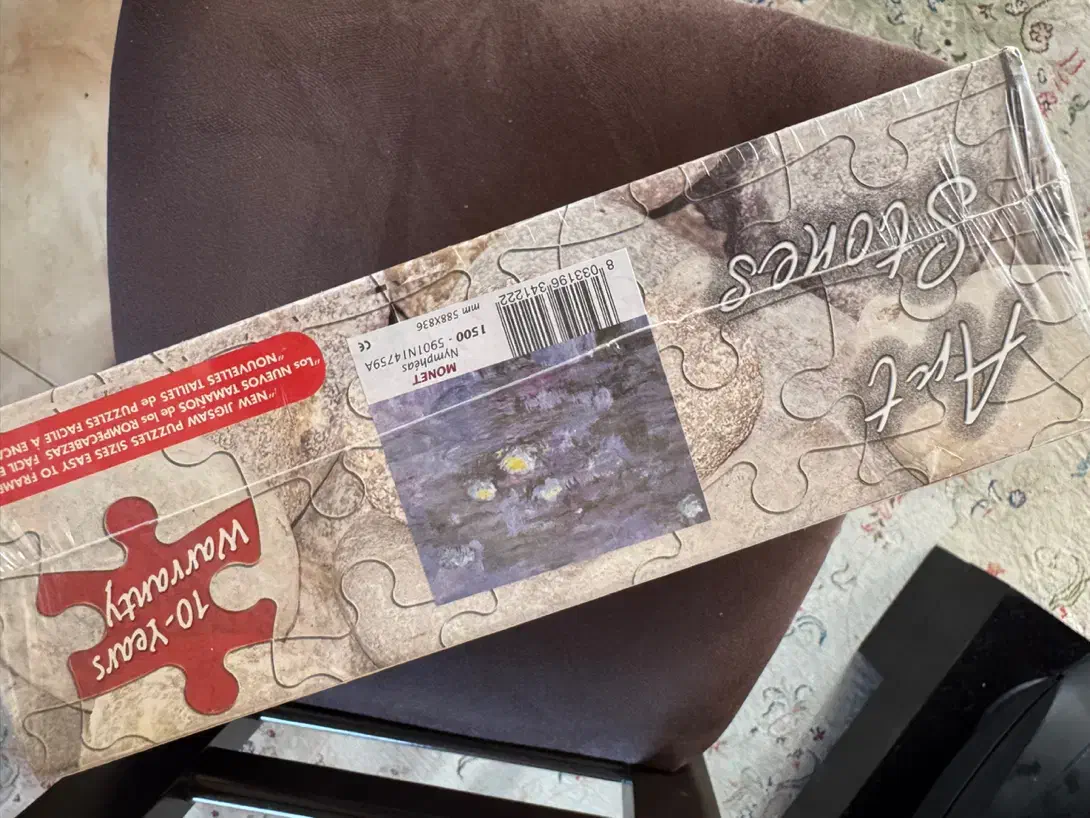 Art
Stones
8 033196 341222
MONET
Nymphéas
1500 - 5901N14759A
mm 588X836
CE
"NEW JIGSAW PUZZLES SIZES EASY TO FRAME
"Los NUEVOS TAMAÑOS de los ROMPECABEZAS FÁCIL
"NOUVELLES TAILLES de PUZZLES FACILE À
10-Years
Warranty